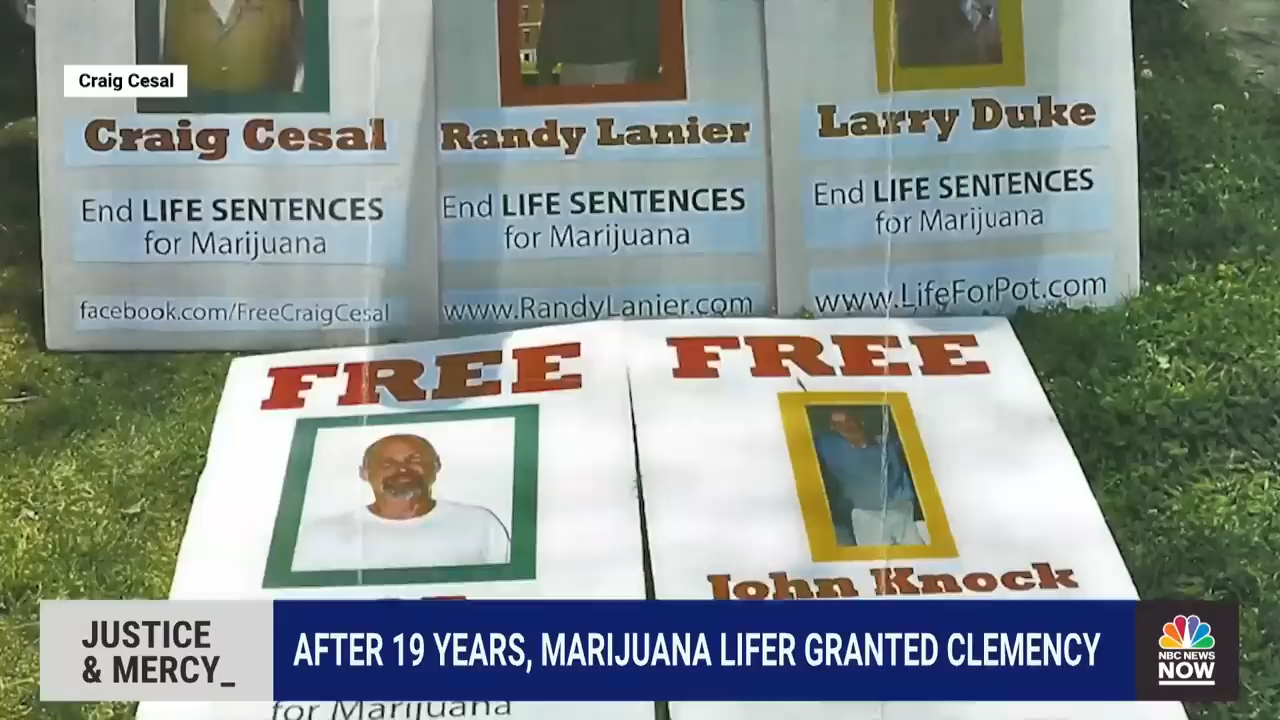 Craig Cesal
Craig Cesal
End LIFE SENTENCES
for Marijuana
facebook.com/FreeCraigCesal
Randy Lanier
End LIFE SENTENCES
for Marijuana
www.RandyLanier.com
Larry Duke
End LIFE SENTENCES
for Marijuana
www.LifeForPot.com
FREE
FREE
John Knock
JUSTICE
& MERCY_
AFTER 19 YEARS, MARIJUANA LIFER GRANTED CLEMENCY
NBC NEWS
NOW
for Marijuana